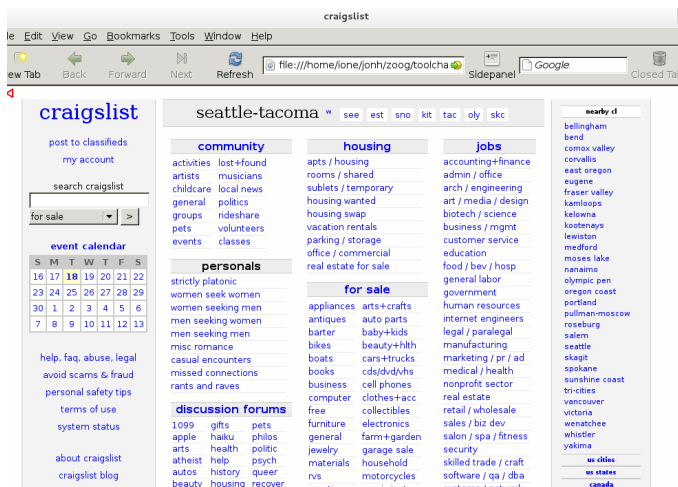 craigslist
le Edit View Go Bookmarks Tools Window Help
ew Tab Back Forward Next Refresh file:///home/ione/jonh/zoog/toolcha Sidepanel Google Closed Ta
craigslist
post to classifieds
my account
search craigslist
for sale >
event calendar
S M T W T F S
16 17 18 19 20 21 22
23 24 25 26 27 28 29
30 1 2 3 4 5 6
7 8 9 10 11 12 13
help, faq, abuse, legal
avoid scams & fraud
personal safety tips
terms of use
system status
about craigslist
craigslist blog
seattle-tacoma w see est sno kit tac oly skc
community
activities lost+found
artists musicians
childcare local news
general politics
groups rideshare
pets volunteers
events classes
personals
strictly platonic
women seek women
women seeking men
men seeking women
men seeking men
misc romance
casual encounters
missed connections
rants and raves
discussion forums
1099 gifts pets
apple haiku philos
arts health politic
atheist help psych
autos history queer
beauty housing recover
housing
apts / housing
rooms / shared
sublets / temporary
housing wanted
housing swap
vacation rentals
parking / storage
office / commercial
real estate for sale
for sale
appliances arts+crafts
antiques auto parts
barter baby+kids
bikes beauty+hlth
boats cars+trucks
books cds/dvd/vhs
business cell phones
computer clothes+acc
free collectibles
furniture electronics
general farm+garden
jewelry garage sale
materials household
rvs motorcycles
jobs
accounting+finance
admin / office
arch / engineering
art / media / design
biotech / science
business / mgmt
customer service
education
food / bev / hosp
general labor
government
human resources
internet engineers
legal / paralegal
manufacturing
marketing / pr / ad
medical / health
nonprofit sector
real estate
retail / wholesale
sales / biz dev
salon / spa / fitness
security
skilled trade / craft
software / qa / dba
nearby cl
bellingham
bend
comox valley
corvallis
east oregon
eugene
fraser valley
kamloops
kelowna
kootenays
lewiston
medford
moses lake
nanaimo
olympic pen
oregon coast
portland
pullman-moscow
roseburg
salem
seattle
skagit
spokane
sunshine coast
tri-cities
vancouver
victoria
wenatchee
whistler
yakima
us cities
us states
canada